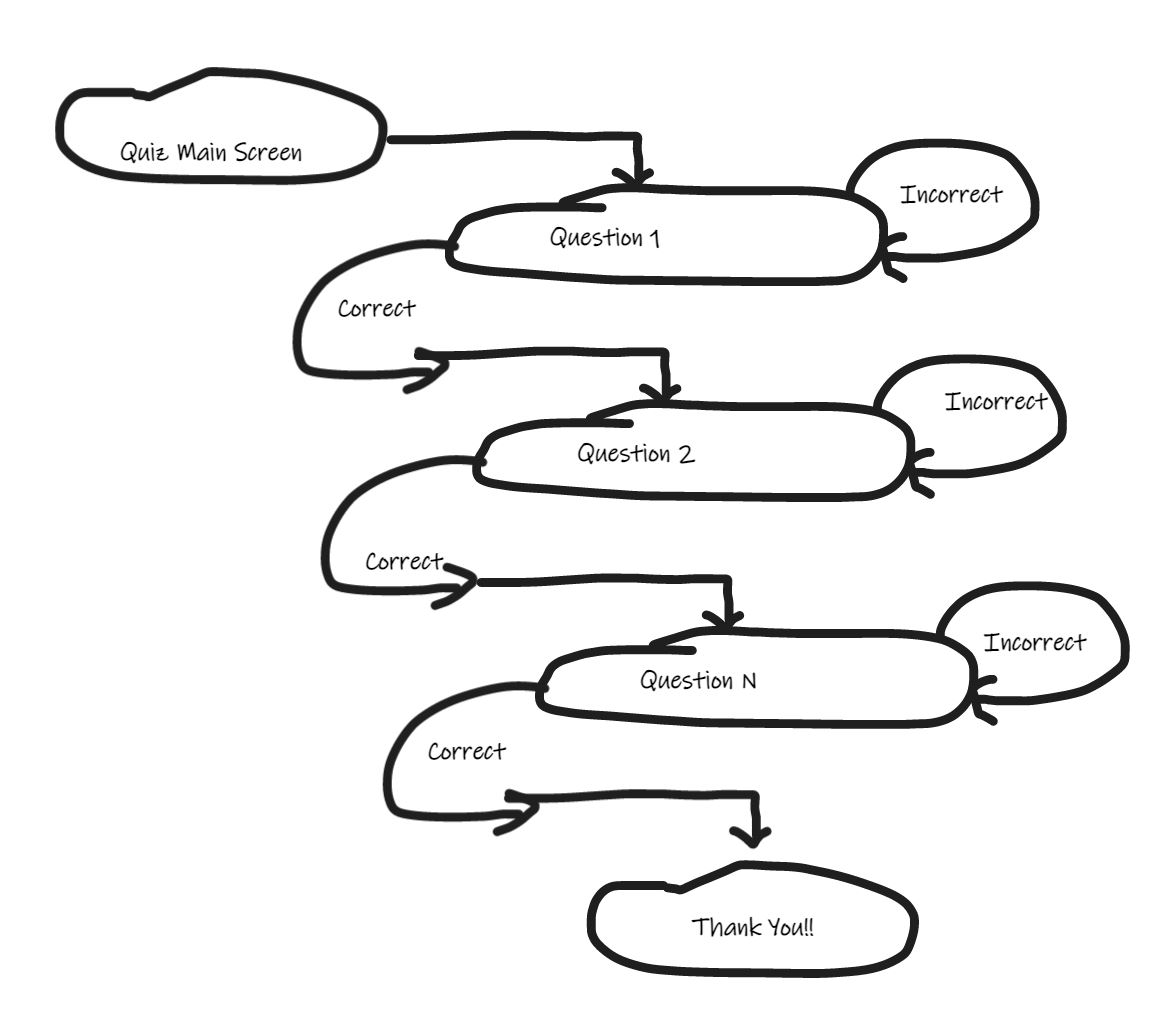 Quiz Main Screen
Incorrect
Question 1
Correct
Incorrect
Question 2
Correct
Incorrect
Question N
Correct
Thank You!!